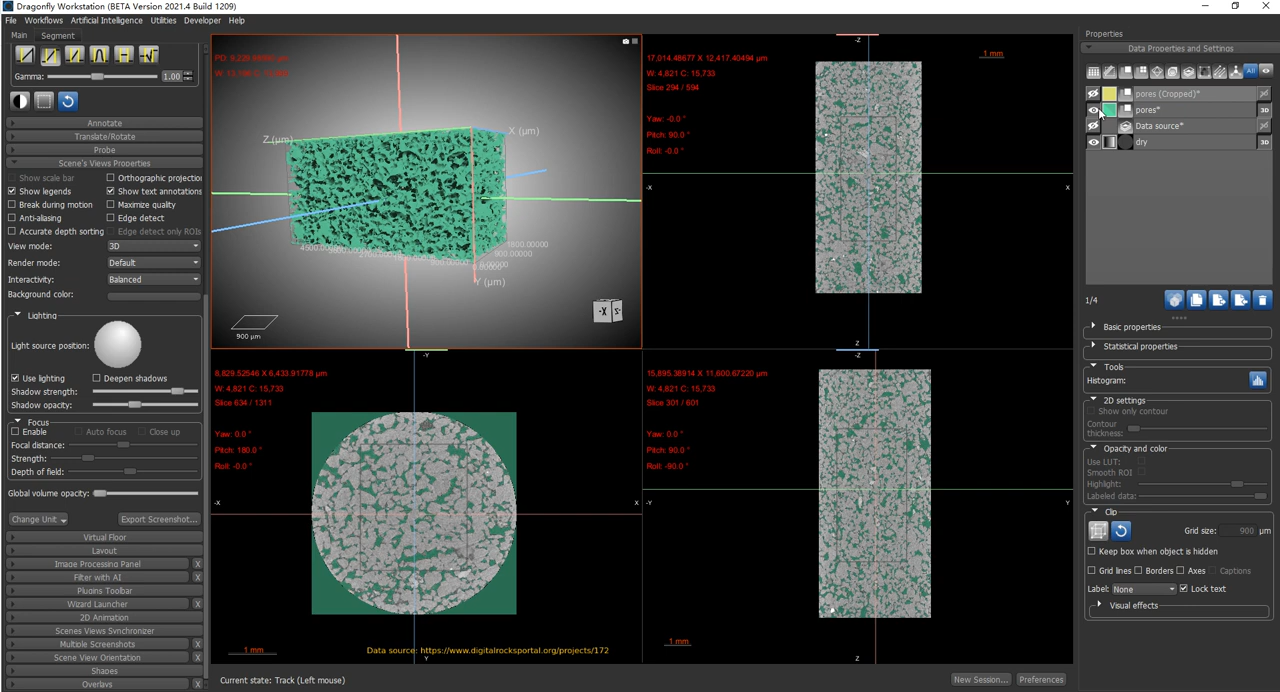 Dragonfly Workstation (BETA Version 2021.4 Build 1209)
File Workflows Artificial Intelligence Utilities Developer Help
Main Segment
Gamma: 1.00
Annotate
Translate/Rotate
Probe
Scene's Views Properties
Show scale bar Orthographic projection
Show legends Show text annotations
Break during motion Maximize quality
Anti-aliasing Edge detect
Accurate depth sorting Edge detect only ROIs
View mode: 3D
Render mode: Default
Interactivity: Balanced
Background color:
Lighting
Light source position:
Use lighting Deepen shadows
Shadow strength:
Shadow opacity:
Focus
Enable Auto focus Close up
Focal distance:
Strength:
Depth of field:
Global volume opacity:
Change Unit Export Screenshot...
Virtual Floor
Layout
Image Processing Panel X
Filter with AI X
Plugins Toolbar
Wizard Launcher X
2D Animation
Scenes Views Synchronizer
Multiple Screenshots X
Scene View Orientation X
Shapes
Overlays X
Z (µm)
X (µm)
Y (µm)
-X
900 µm
-Z
17,014.48677 X 12,417.40494 µm
W: 4,821 C: 15,733
Slice 294 / 594
Yaw: -0.0 °
Pitch: 90.0 °
Roll: -0.0 °
1 mm
-X
X
Z
-Y
8,829.52546 X 6,433.91778 µm
W: 4,821 C: 15,733
Slice 634 / 1311
Yaw: 0.0 °
Pitch: 180.0 °
Roll: -0.0 °
-X
X
1 mm
Data source: https://www.digitalrocksportal.org/projects/172
Y
-Z
15,895.38914 X 11,600.67220 µm
W: 4,821 C: 15,733
Slice 301 / 601
Yaw: 0.0 °
Pitch: 90.0 °
Roll: -90.0 °
-Y
Y
1 mm
Z
Current state: Track (Left mouse)
New Session... Preferences
Properties
Data Properties and Settings
All
pores (Cropped)*
pores* 3D
Data source*
dry 3D
1/4
Basic properties
Statistical properties
Tools
Histogram:
2D settings
Show only contour
Contour
thickness:
Opacity and color
Use LUT:
Smooth ROI
Highlight:
Labeled data:
Clip
Grid size: 900 µm
Keep box when object is hidden
Grid lines Borders Axes Captions
Label: None Lock text
Visual effects